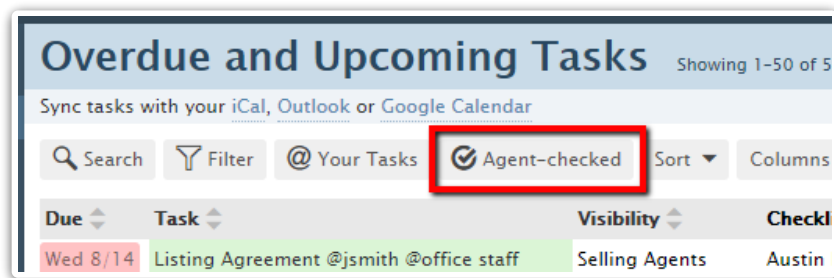 Overdue and Upcoming Tasks Showing 1-50 of 5
Sync tasks with your iCal, Outlook or Google Calendar
Search Filter @ Your Tasks Agent-checked Sort Columns
Due Task Visibility Checkl
Wed 8/14 Listing Agreement @jsmith @office staff Selling Agents Austin